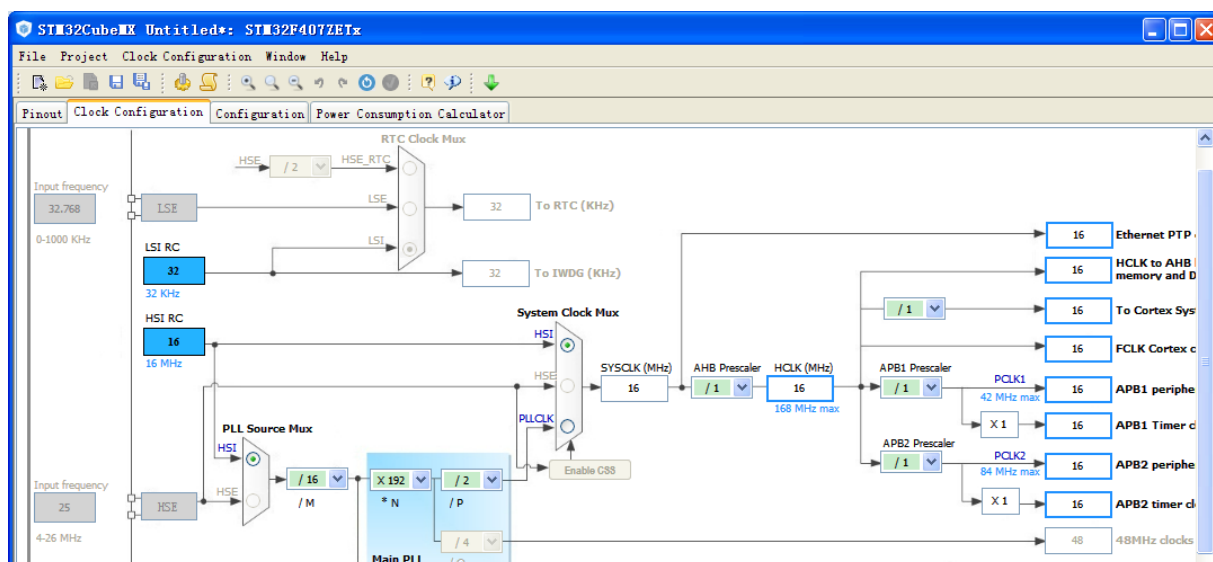 STM32CubeMX Untitled*: STM32F407ZETx
File Project Clock Configuration Window Help
Pinout Clock Configuration Configuration Power Consumption Calculator
RTC Clock Mux
HSE / 2 HSE_RTC
Input frequency
32.768 LSE LSE 32 To RTC (KHz)
0-1000 KHz
LSI RC LSI
32 32 To IWDG (KHz)
32 KHz
Ethernet PTP
16
HCLK to AHB
memory and D
16
HSI RC
16
16 MHz
System Clock Mux
HSI
HSE
PLLCLK
Enable CSS
SYSCLK (MHz)
16
AHB Prescaler
/ 1
HCLK (MHz)
16
168 MHz max
/ 1 16 To Cortex Sys
16 FCLK Cortex c
APB1 Prescaler
/ 1
PCLK1
42 MHz max
16 APB1 periphe
X 1 16 APB1 Timer cl
APB2 Prescaler
/ 1
PCLK2
84 MHz max
16 APB2 periphe
X 1 16 APB2 timer cl
PLL Source Mux
HSI
HSE
/ 16
/ M
X 192
* N
/ 2
/ P
Input frequency
25 HSE
4-26 MHz
/ 4 48 48MHz clocks
Main PLL / Q